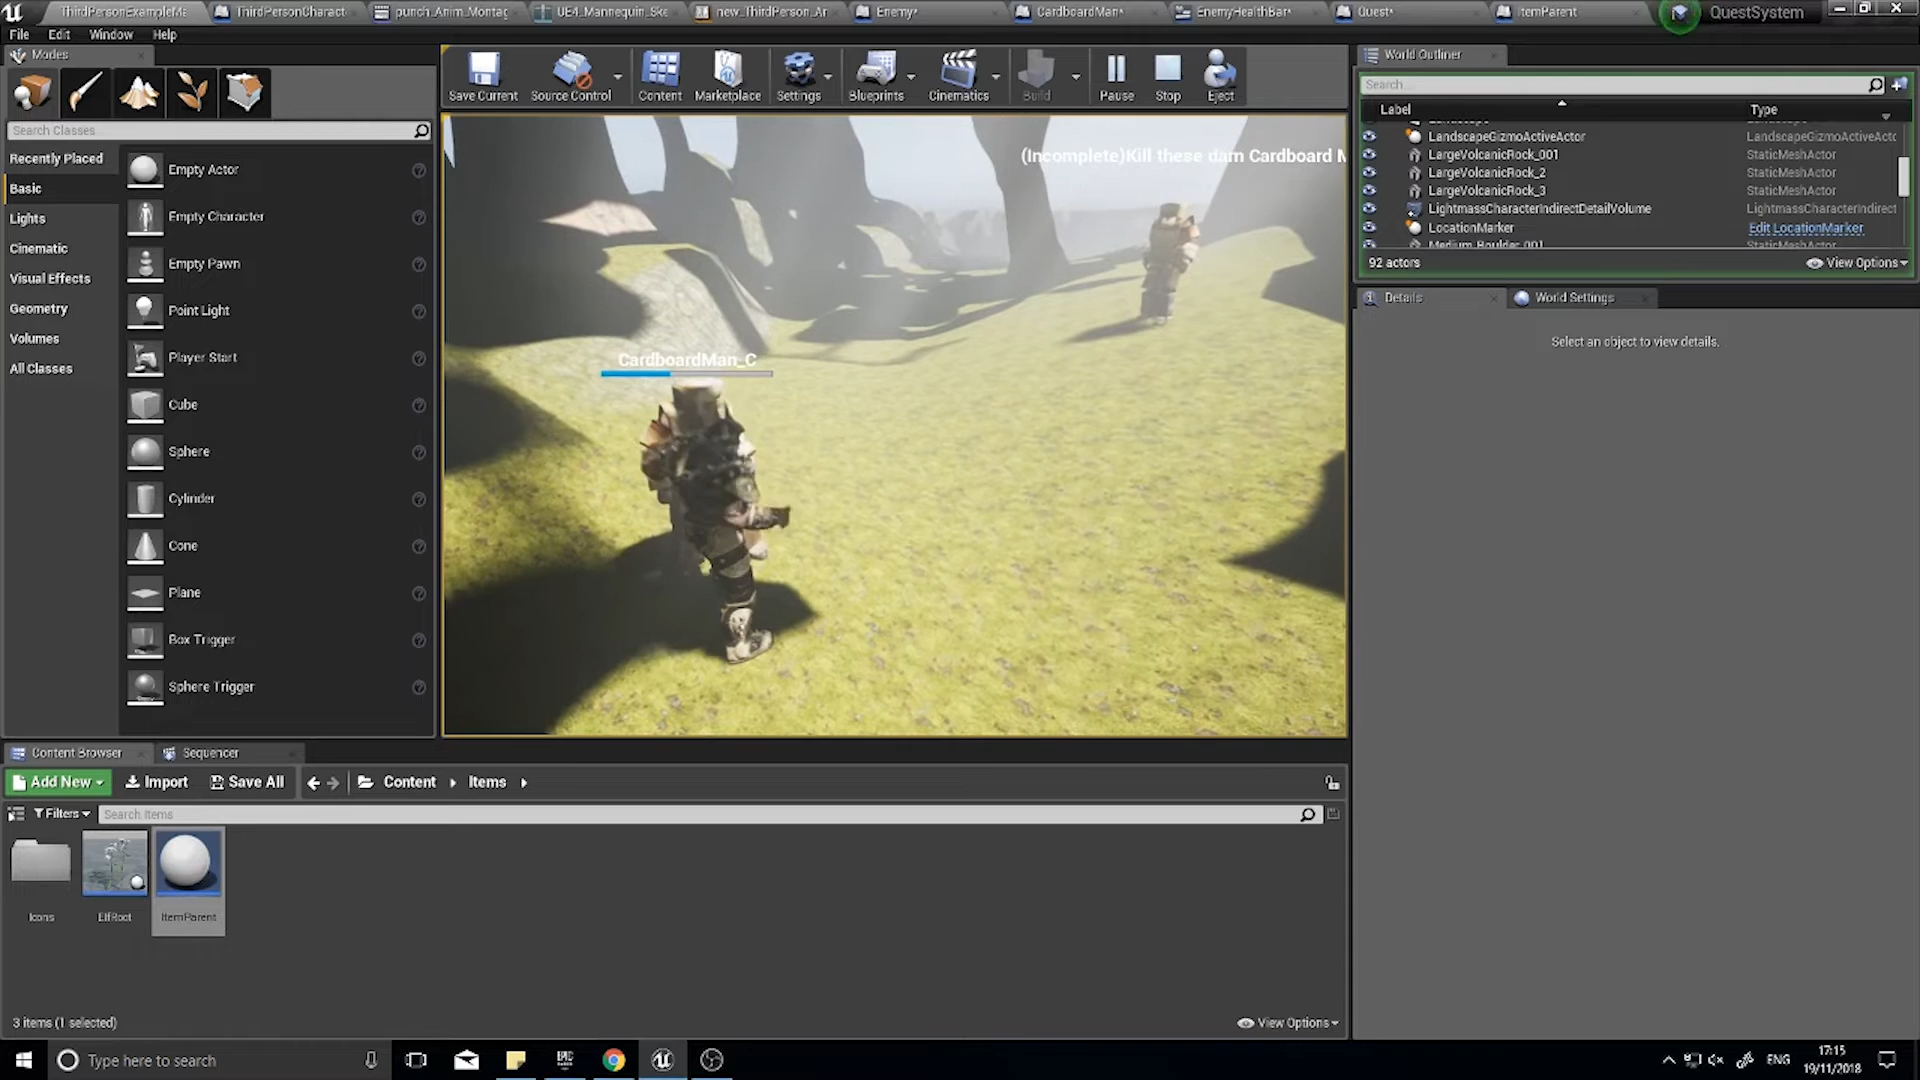 ThirdPersonExampleMa
ThirdPersonCharact
punch_Anim_Montag
UE4_Mannequin_Ske
new_ThirdPerson_An
Enemy*
CardboardMan*
EnemyHealthBar*
Quest*
ItemParent
QuestSystem
File Edit Window Help
Modes
Search Classes
Recently Placed
Basic
Lights
Cinematic
Visual Effects
Geometry
Volumes
All Classes
Empty Actor
Empty Character
Empty Pawn
Point Light
Player Start
Cube
Sphere
Cylinder
Cone
Plane
Box Trigger
Sphere Trigger
Save Current
Source Control
Content
Marketplace
Settings
Blueprints
Cinematics
Build
Pause
Stop
Eject
(Incomplete)Kill these darn Cardboard M
CardboardMan_C
World Outliner
Search...
Label Type
LandscapeGizmoActiveActor LandscapeGizmoActiveActo
LargeVolcanicRock_001 StaticMeshActor
LargeVolcanicRock_2 StaticMeshActor
LargeVolcanicRock_3 StaticMeshActor
LightmassCharacterIndirectDetailVolume LightmassCharacterIndirect
LocationMarker Edit LocationMarker
Medium_Boulder_001 StaticMeshActor
92 actors
View Options
Details
World Settings
Select an object to view details.
Content Browser
Sequencer
Add New
Import
Save All
Content
Items
Filters
Search Items
Icons
ElfRoot
ItemParent
3 items (1 selected)
View Options
Type here to search
ENG
17:15
19/11/2018